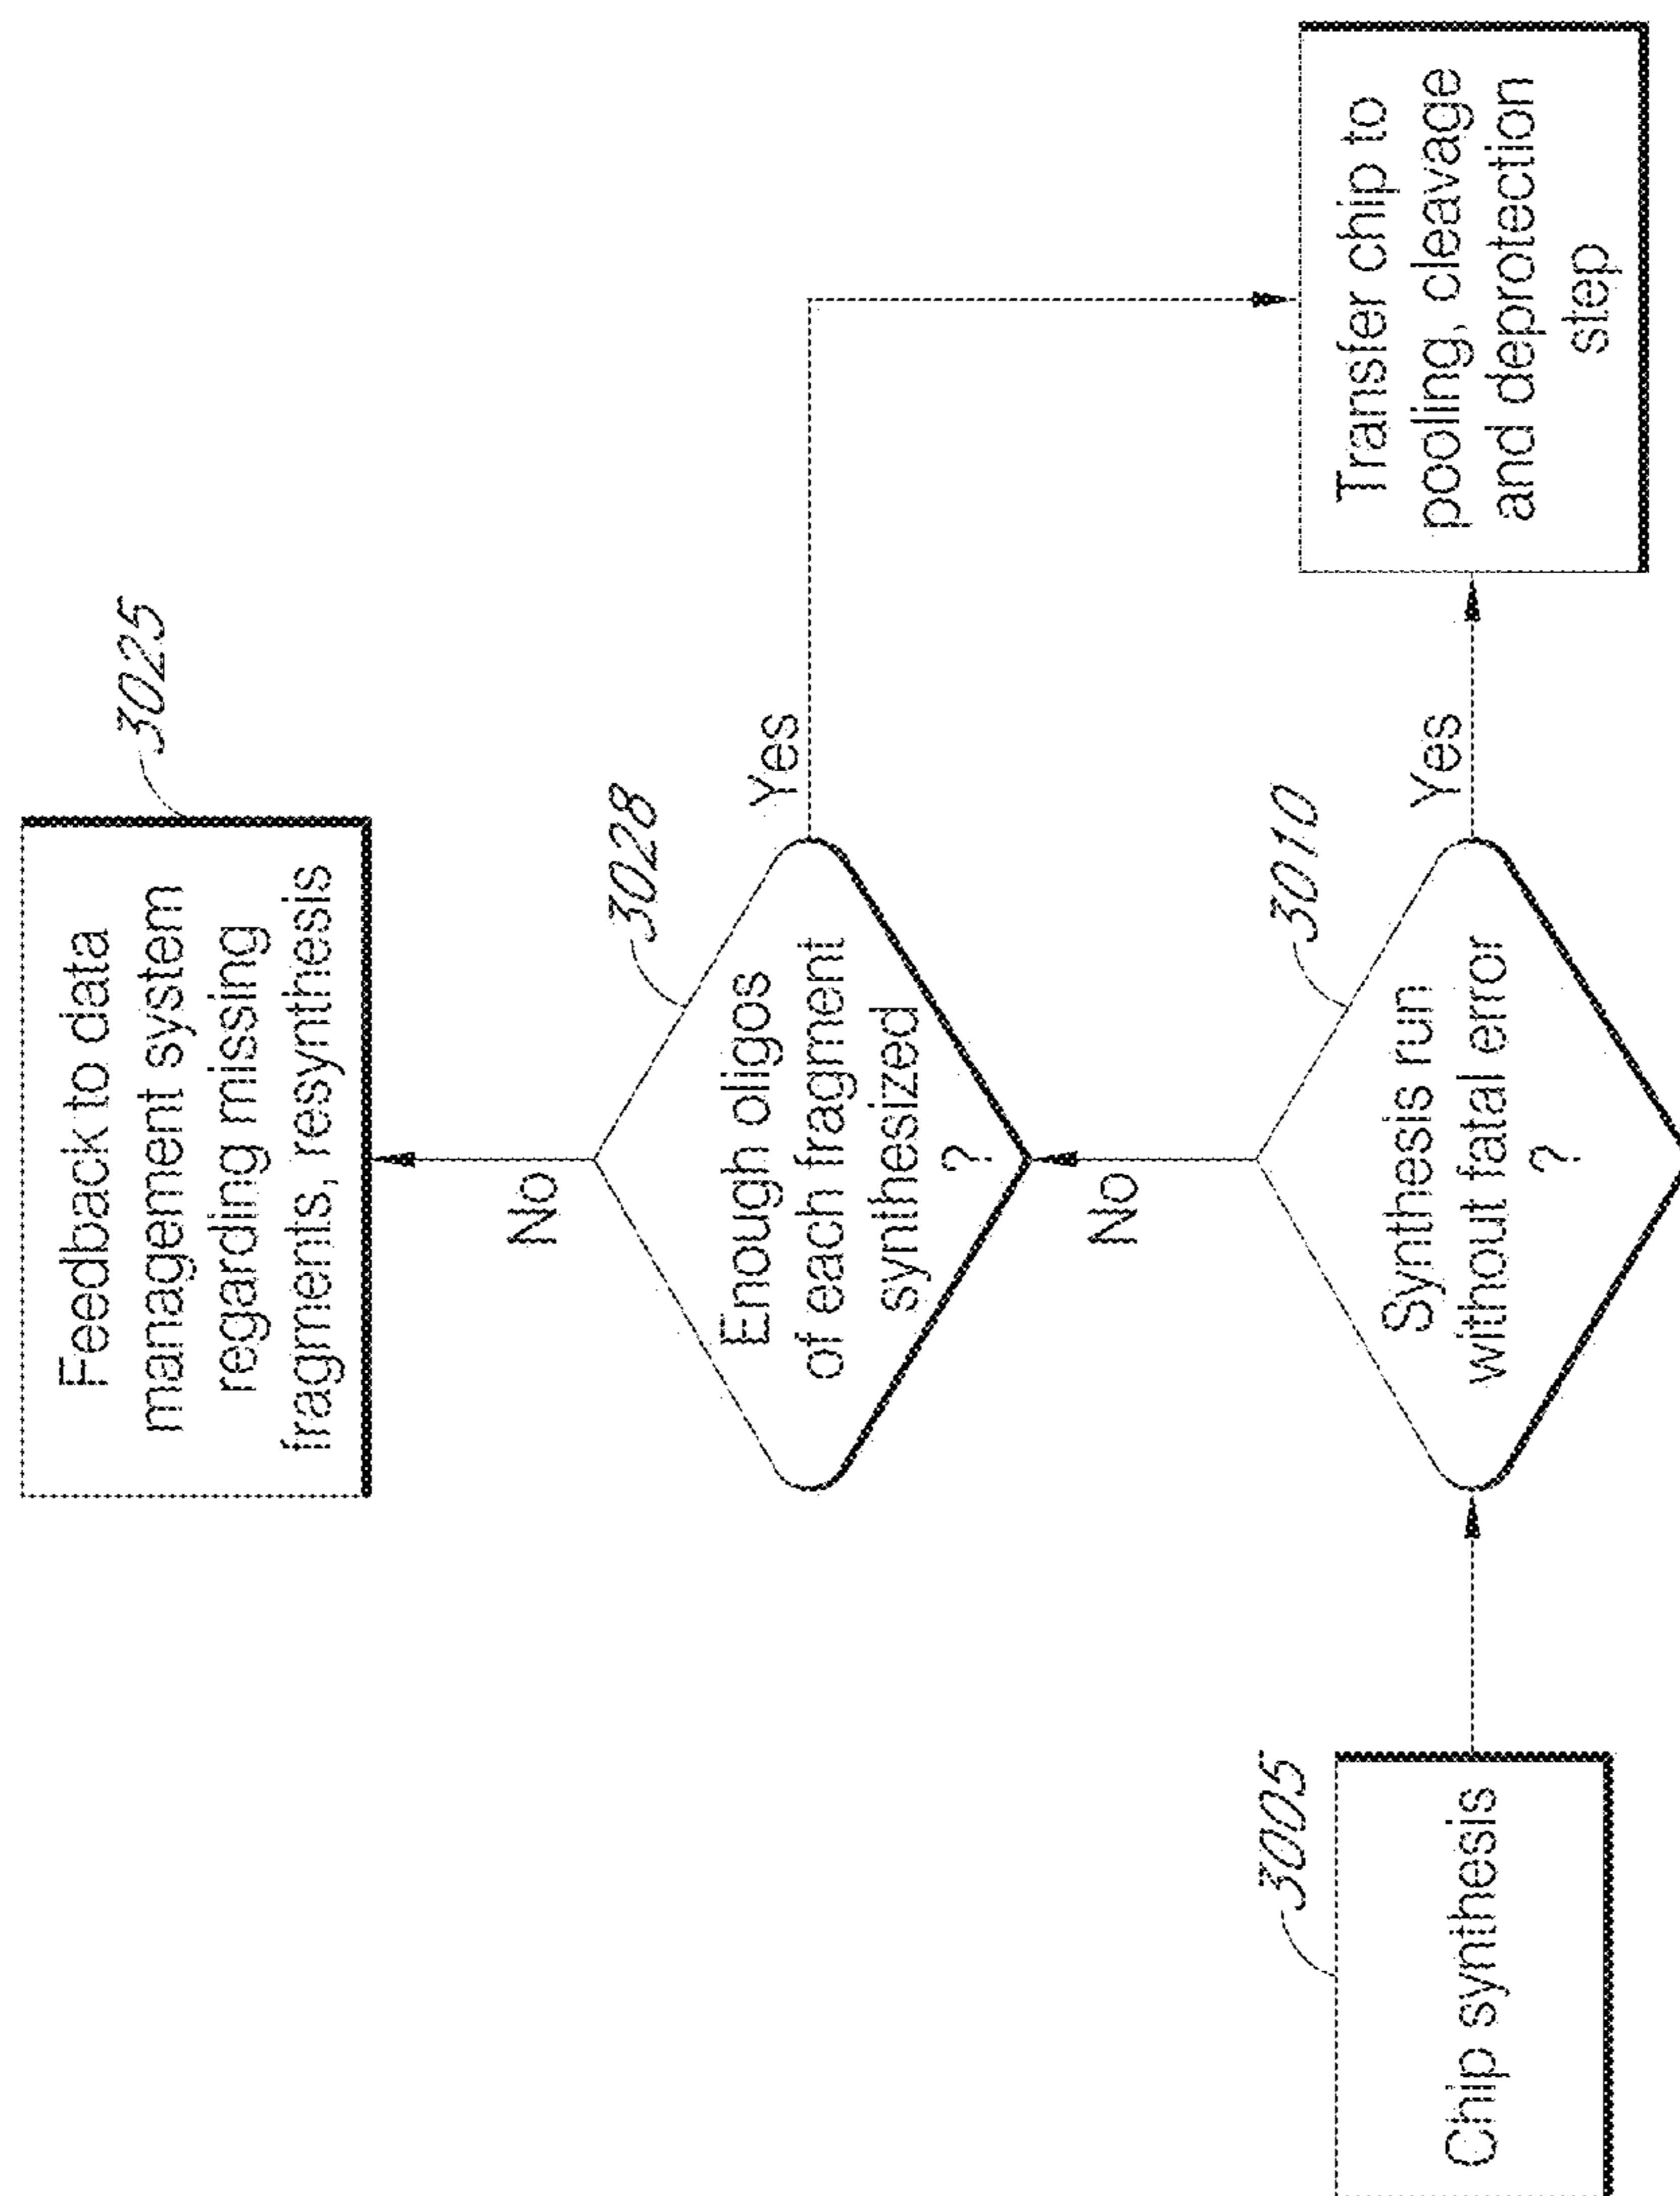 Feedback to data
management system
regarding missing
fragments, resynthesis
3025
No
Enough oligos
of each fragment
synthesized
?
3028
Yes
No
Chip synthesis
3005
Synthesis run
without fatal error
?
3010
Yes
Transfer chip to
pooling, cleavage
and deprotection
step